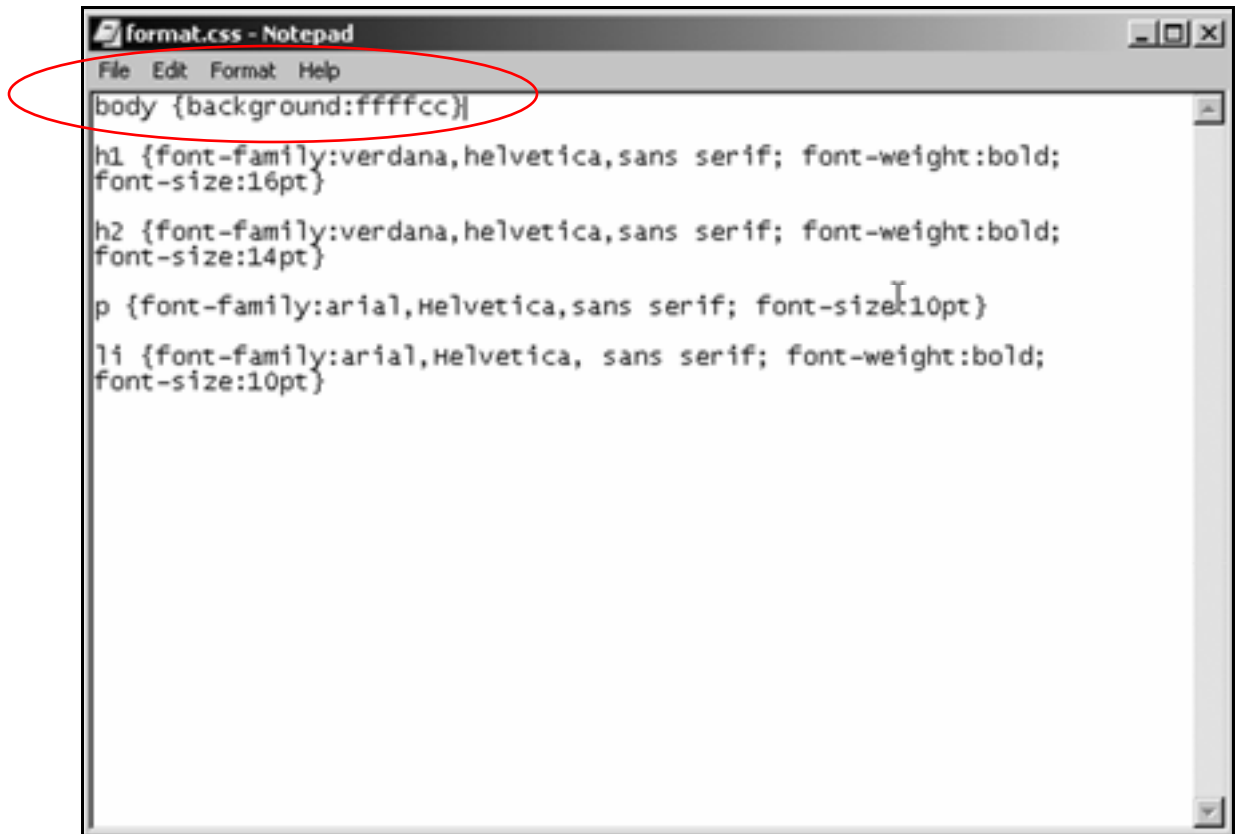 format.css - Notepad
File Edit Format Help
body {background:ffffcc}
h1 {font-family:verdana,helvetica,sans serif; font-weight:bold;
font-size:16pt}
h2 {font-family:verdana,helvetica,sans serif; font-weight:bold;
font-size:14pt}
p {font-family:arial,Helvetica,sans serif; font-size:10pt}
li {font-family:arial,Helvetica, sans serif; font-weight:bold;
font-size:10pt}